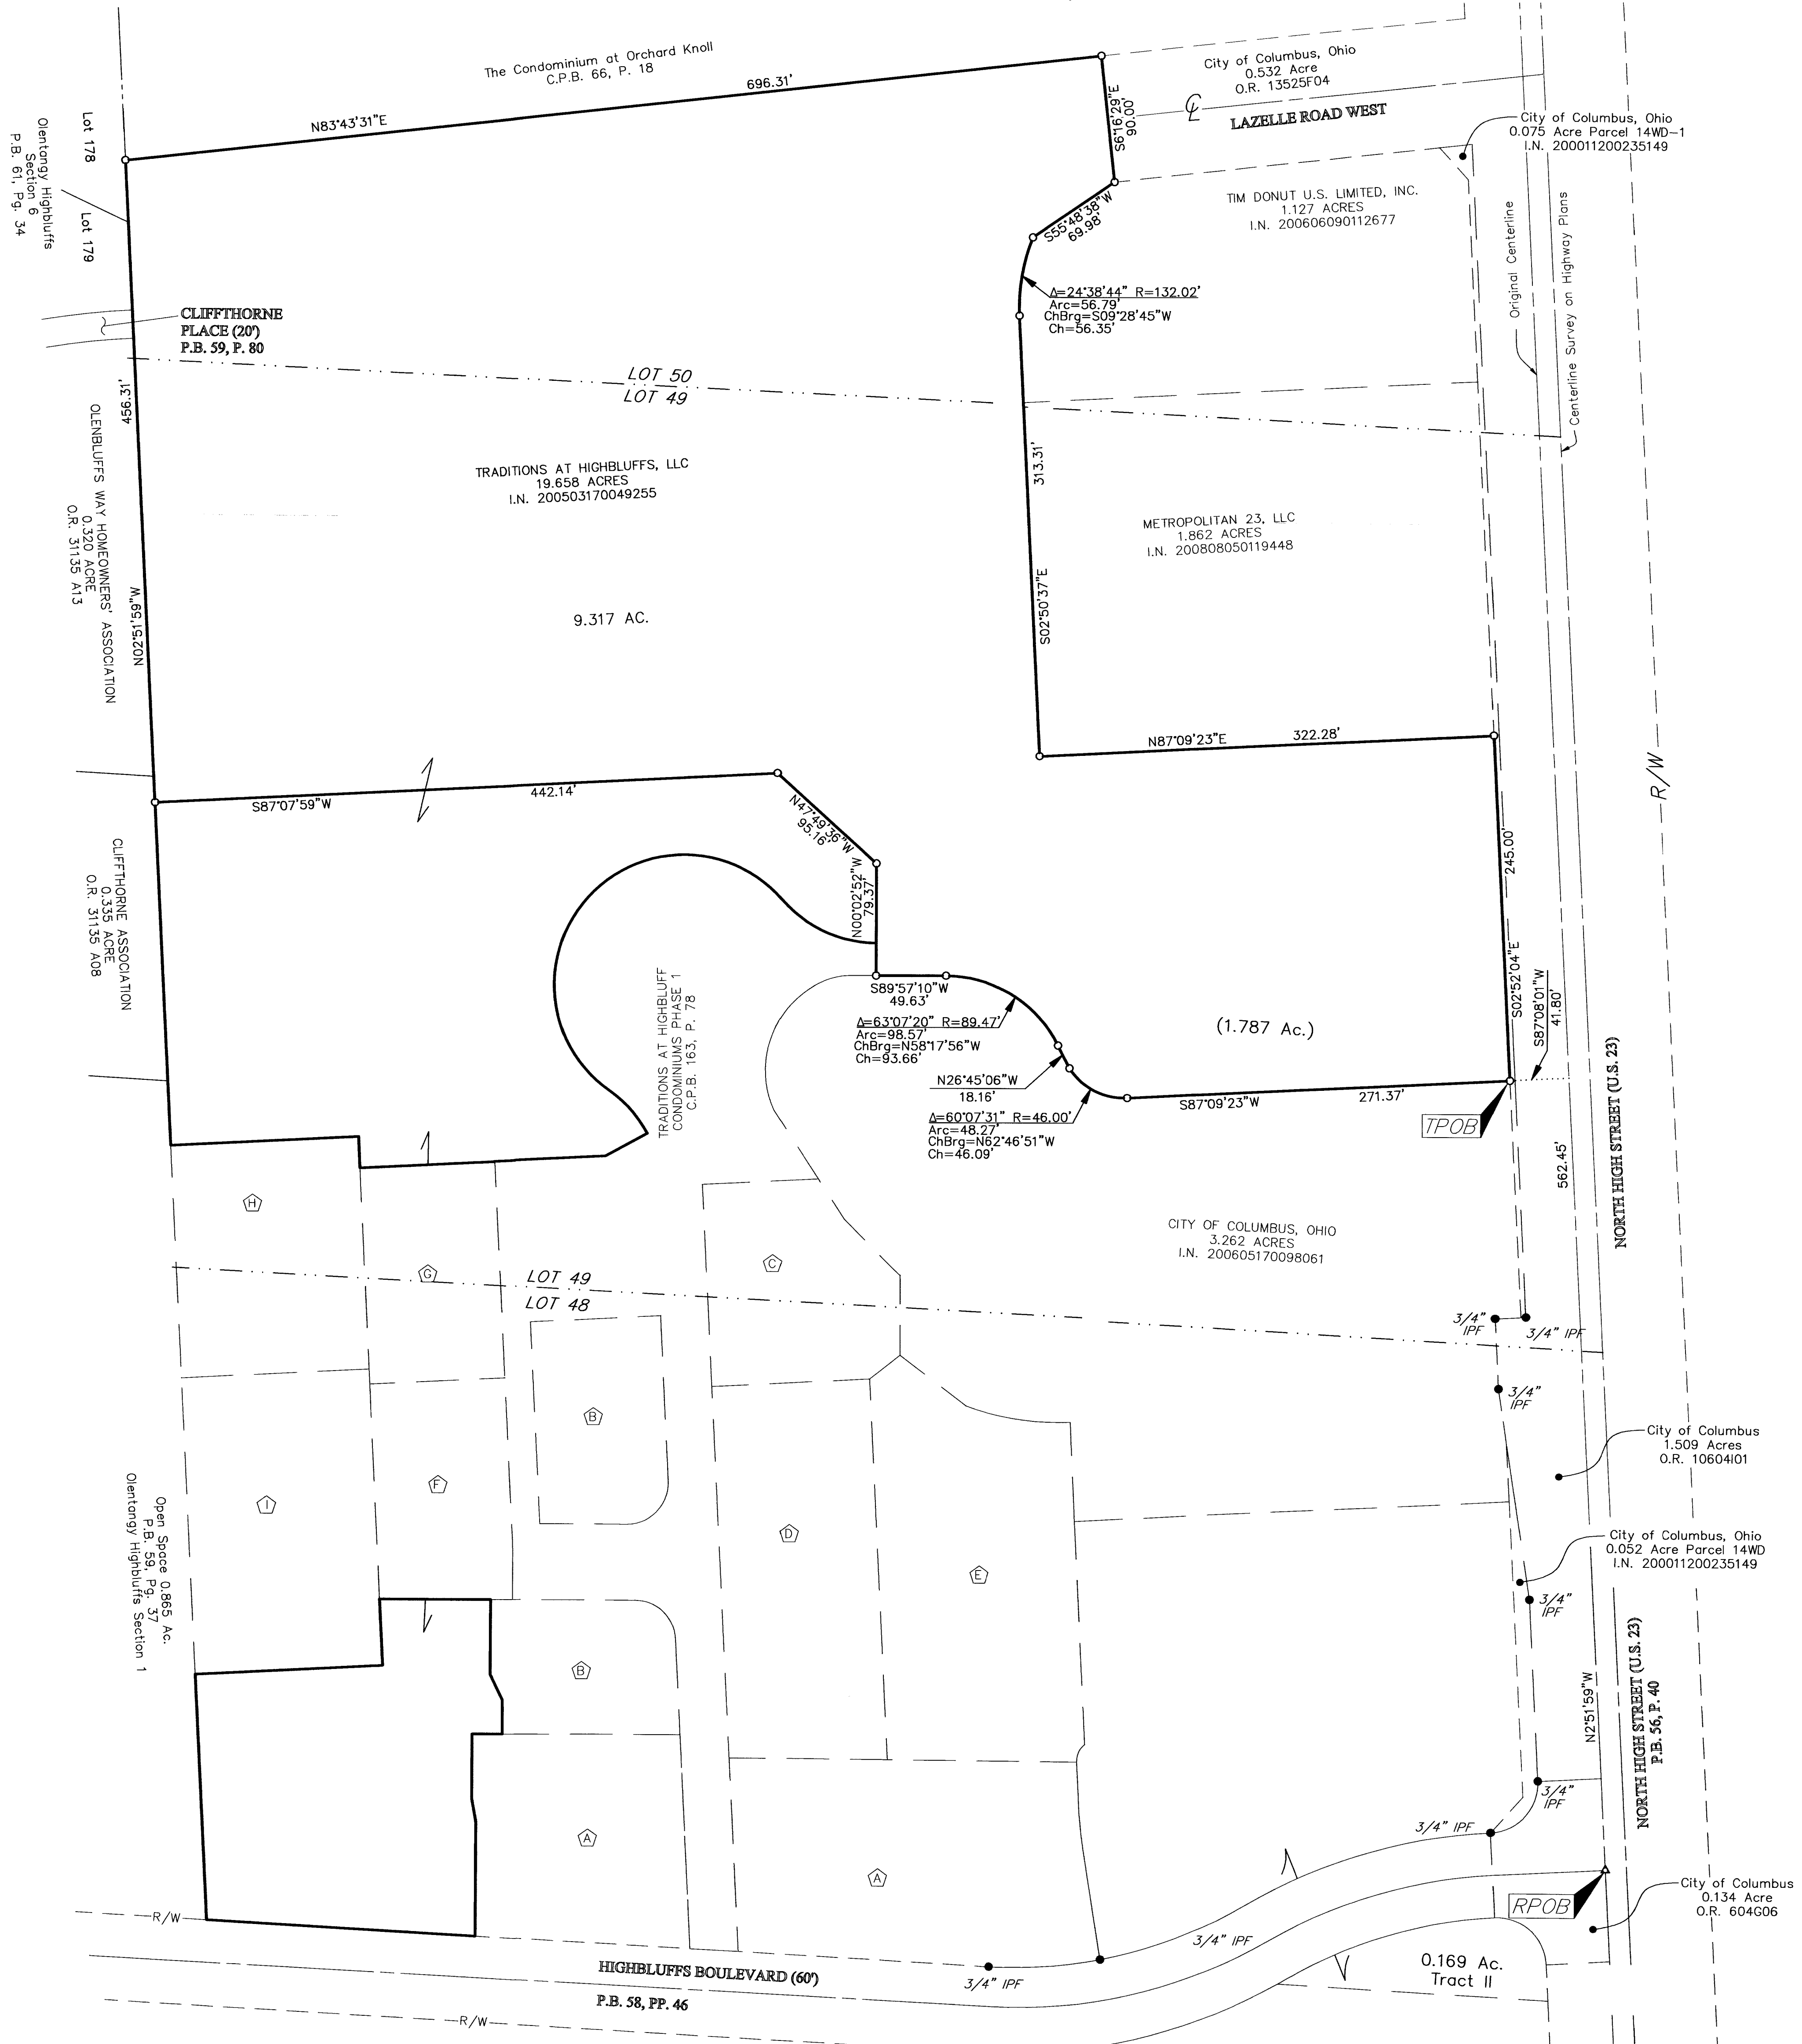 The Condominium at Orchard Knoll
C.P.B. 66, P. 18
N83°43'31"E
696.31'
City of Columbus, Ohio
0.532 Acre
O.R. 13525F04
LAZELLE ROAD WEST
S6°16'29"E
90.00'
City of Columbus, Ohio
0.075 Acre Parcel 14WD-1
I.N. 200011200235149
Lot 178
Olentangy Highbluffs
Section 6
P.B. 61, Pg. 34
Lot 179
TIM DONUT U.S. LIMITED, INC.
1.127 ACRES
I.N. 200606090112677
S55°48'38"W
69.98'
Original Centerline
Centerline Survey on Highway Plans
Δ=24°38'44" R=132.02'
Arc=56.79'
ChBrg=S09°28'45"W
Ch=56.35'
CLIFFTHORNE
PLACE (20')
P.B. 59, P. 80
LOT 50
LOT 49
456.31'
N02°51'59"W
OLENBLUFFS WAY HOMEOWNERS' ASSOCIATION
0.320 ACRE
O.R. 31135 A13
TRADITIONS AT HIGHBLUFFS, LLC
19.658 ACRES
I.N. 200503170049255
313.31'
S02°50'37"E
METROPOLITAN 23, LLC
1.862 ACRES
I.N. 200808050119448
9.317 AC.
N87°09'23"E
322.28'
R/W
S87°07'59"W
442.14'
N47°49'36"W
95.16'
N00°02'52"W
79.37'
245.00'
S02°52'04"E
S87°08'01"W
41.80'
CLIFFTHORNE ASSOCIATION
0.335 ACRE
O.R. 31135 A08
TRADITIONS AT HIGHBLUFF
CONDOMINIUMS PHASE 1
C.P.B. 163, P. 78
S89°57'10"W
49.63'
Δ=63°07'20" R=89.47'
Arc=98.57'
ChBrg=N58°17'56"W
Ch=93.66'
(1.787 Ac.)
N26°45'06"W
18.16'
Δ=60°07'31" R=46.00'
Arc=48.27'
ChBrg=N62°46'51"W
Ch=46.09'
S87°09'23"W
271.37'
TPOB
562.45'
NORTH HIGH STREET (U.S. 23)
H
G
C
CITY OF COLUMBUS, OHIO
3.262 ACRES
I.N. 200605170098061
LOT 49
LOT 48
3/4"
IPF
3/4" IPF
3/4"
IPF
B
City of Columbus
1.509 Acres
O.R. 10604I01
I
F
D
E
Open Space 0.865 Ac.
P.B. 59, Pg. 37
Olentangy Highbluffs Section 1
City of Columbus, Ohio
0.052 Acre Parcel 14WD
I.N. 200011200235149
3/4"
IPF
B
N2°51'59"W
NORTH HIGH STREET (U.S. 23)
P.B. 56, P. 40
3/4"
IPF
A
A
3/4" IPF
RPOB
City of Columbus
0.134 Acre
O.R. 604G06
R/W
3/4" IPF
HIGHBLUFFS BOULEVARD (60')
P.B. 58, PP. 46
3/4" IPF
0.169 Ac.
Tract II
R/W